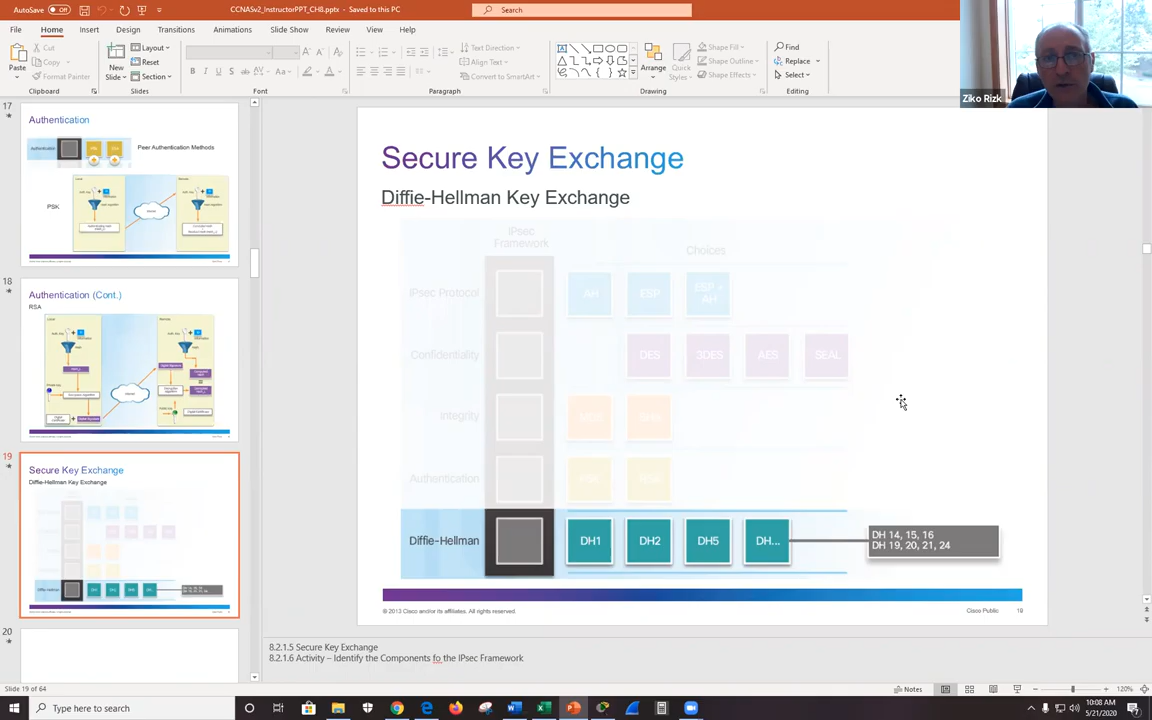 AutoSave Off
CCNASv2_InstructorPPT_CH8.pptx - Saved to this PC
Search
File Home Insert Design Transitions Animations Slide Show Review View Help
Cut
Copy
Format Painter
Paste
Clipboard
New
Slide
Layout
Reset
Section
Slides
Font
Text Direction
Align Text
Convert to SmartArt
Paragraph
Arrange
Quick
Styles
Shape Fill
Shape Outline
Shape Effects
Drawing
Find
Replace
Select
Editing
Ziko Rizk
17
Authentication
Peer Authentication Methods
PSK
18
Authentication (Cont.)
RSA
19
Secure Key Exchange
Diffie-Hellman Key Exchange
20
Secure Key Exchange
Diffie-Hellman Key Exchange
IPsec
Framework
Choices
IPsec Protocol
AH ESP ESP + AH
Confidentiality
DES 3DES AES SEAL
Integrity
Authentication
Diffie-Hellman
DH1 DH2 DH5 DH...
DH 14, 15, 16
DH 19, 20, 21, 24
© 2013 Cisco and/or its affiliates. All rights reserved.
Cisco Public
19
8.2.1.5 Secure Key Exchange
8.2.1.6 Activity – Identify the Components fo the IPsec Framework
Slide 19 of 64
Notes
120%
Type here to search
10:08 AM
5/21/2020